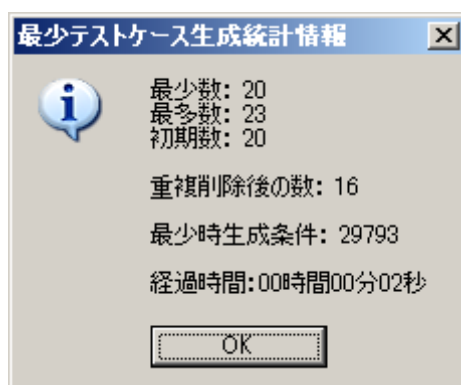 最少テストケース生成統計情報
最少数: 20
最多数: 23
初期数: 20
重複削除後の数: 16
最少時生成条件: 29793
経過時間:00時間00分02秒
OK